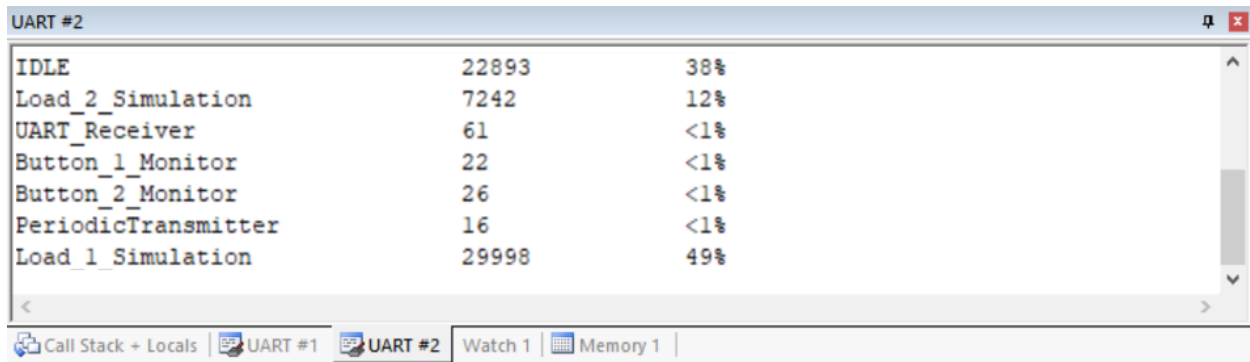 UART #2
IDLE 22893 38%
Load_2_Simulation 7242 12%
UART_Receiver 61 <1%
Button_1_Monitor 22 <1%
Button_2_Monitor 26 <1%
PeriodicTransmitter 16 <1%
Load_1_Simulation 29998 49%
Call Stack + Locals UART #1 UART #2 Watch 1 Memory 1